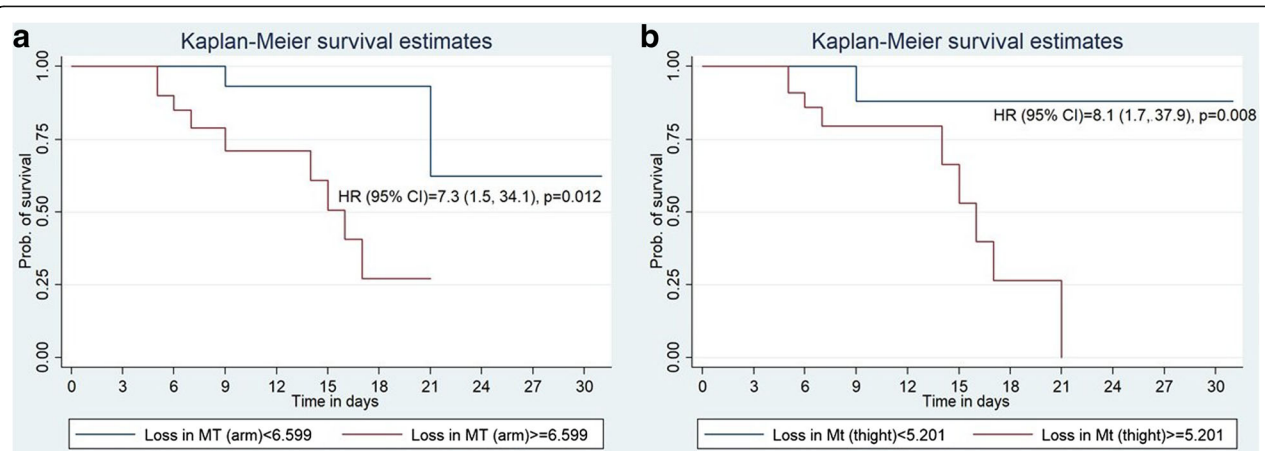 a
Kaplan-Meier survival estimates
Prob. of survival
1.00
0.75
0.50
0.25
0.00
HR (95% CI)=7.3 (1.5, 34.1), p=0.012
0 3 6 9 12 15 18 21 24 27 30
Time in days
Loss in MT (arm)<6.599 Loss in MT (arm)>=6.599
b
Kaplan-Meier survival estimates
Prob. of survival
1.00
0.75
0.50
0.25
0.00
HR (95% CI)=8.1 (1.7, 37.9), p=0.008
0 3 6 9 12 15 18 21 24 27 30
Time in days
Loss in Mt (thight)<5.201 Loss in Mt (thight)>=5.201